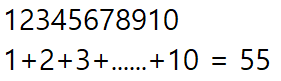 12345678910
1+2+3+......+10 = 55